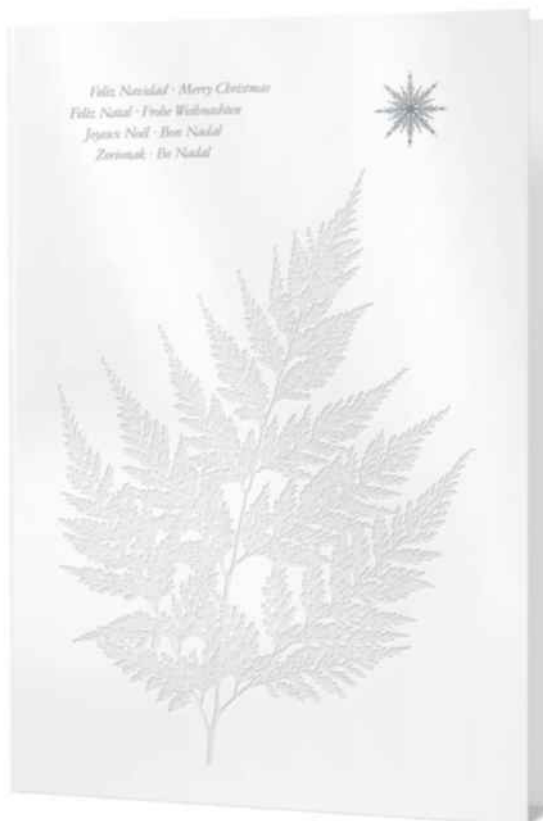 Feliz Navidad · Merry Christmas
Feliz Natal · Frohe Weihnachten
Joyeux Noël · Bon Nadal
Zorionak · Bo Nadal